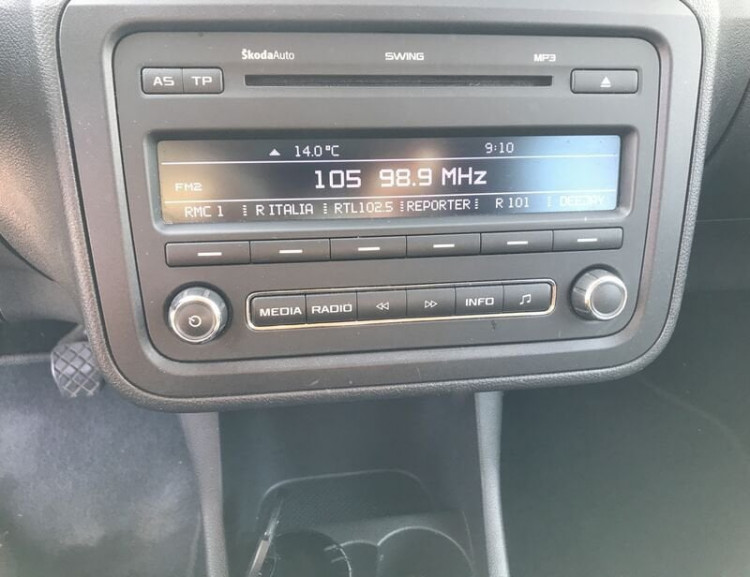 ŠkodaAuto SWING MP3
AS TP
14.0°C 9:10
FM2 105 98.9 MHz
RMC 1 R ITALIA RTL102.5 REPORTER R 101 DEEJAY
MEDIA RADIO INFO